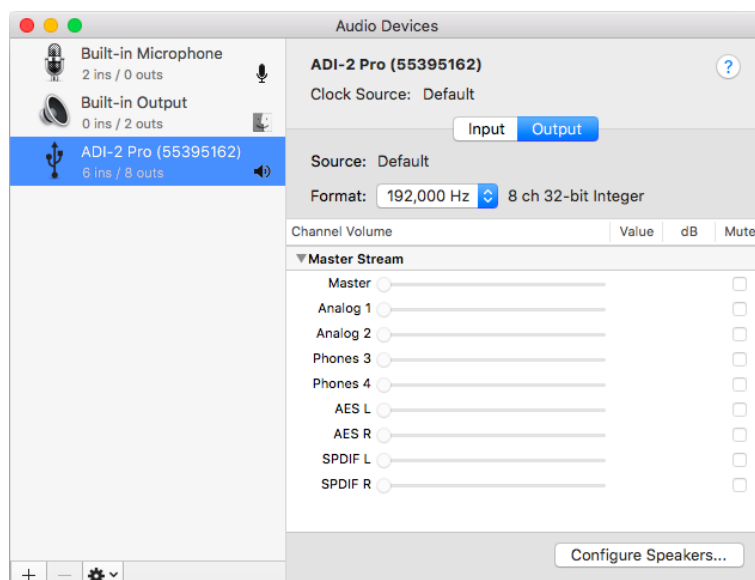 Audio Devices
Built-in Microphone
2 ins / 0 outs
Built-in Output
0 ins / 2 outs
ADI-2 Pro (55395162)
6 ins / 8 outs
ADI-2 Pro (55395162)
?
Clock Source: Default
Input Output
Source: Default
Format: 192,000 Hz 8 ch 32-bit Integer
Channel Volume Value dB Mute
Master Stream
Master
Analog 1
Analog 2
Phones 3
Phones 4
AES L
AES R
SPDIF L
SPDIF R
Configure Speakers...